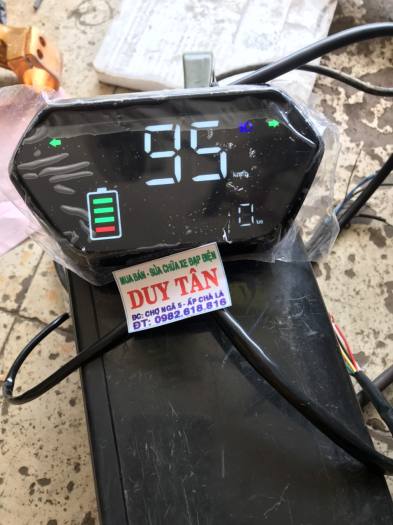 95
km/h
0
MUA BÁN - SỬA CHỮA XE ĐẠP ĐIỆN
DUY TÂN
ĐC: CHỢ NGÃ 5 - ẤP CHÀ LÀ
ĐT: 0982.618.616